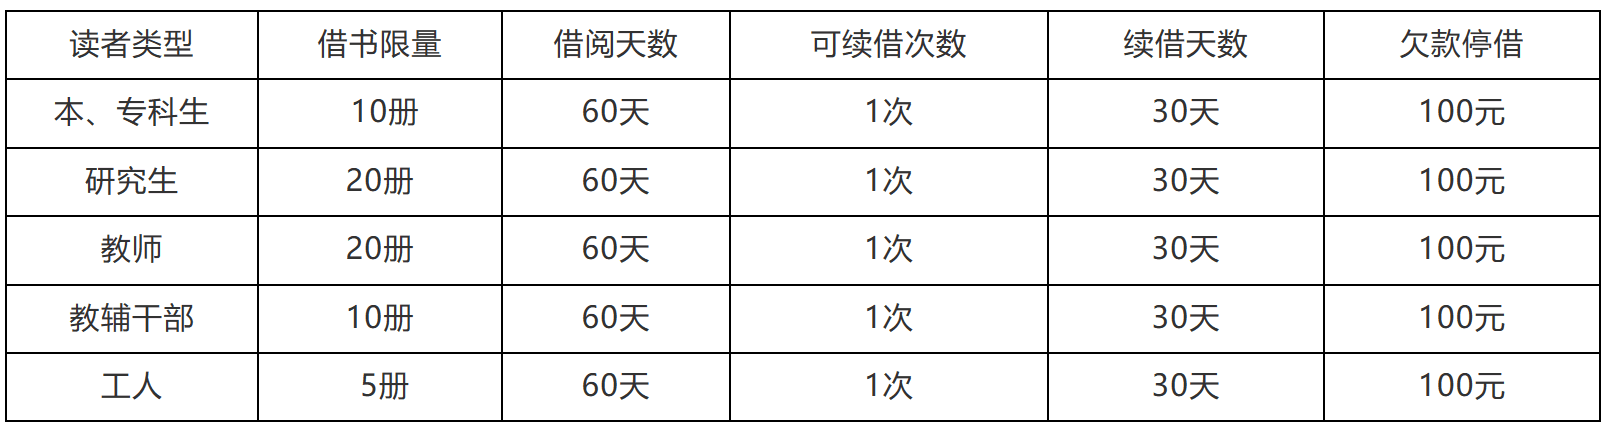 读者类型 借书限量 借阅天数 可续借次数 续借天数 欠款停借
本、专科生 10册 60天 1次 30天 100元
研究生 20册 60天 1次 30天 100元
教师 20册 60天 1次 30天 100元
教辅干部 10册 60天 1次 30天 100元
工人 5册 60天 1次 30天 100元